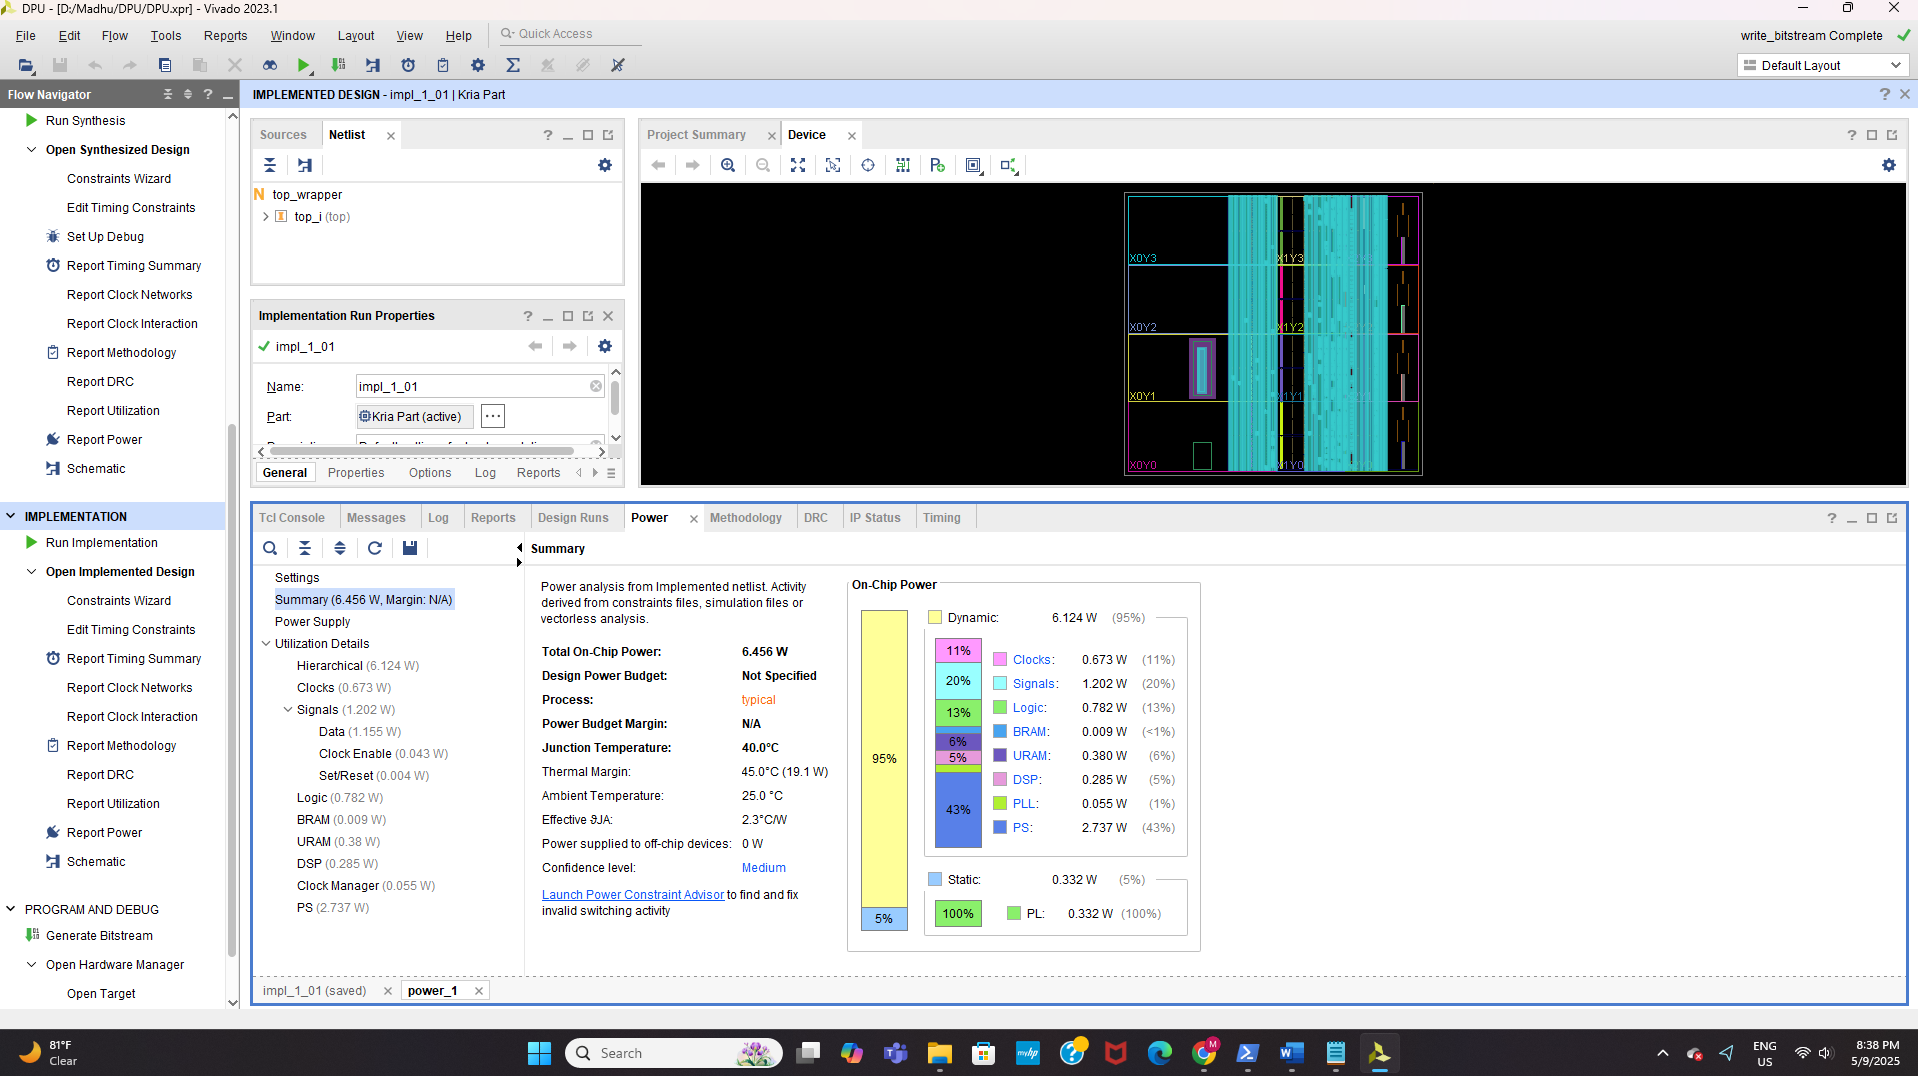 DPU - [D:/Madhu/DPU/DPU.xpr] - Vivado 2023.1
File Edit Flow Tools Reports Window Layout View Help Quick Access
write_bitstream Complete
Default Layout
Flow Navigator
IMPLEMENTED DESIGN - impl_1_01 | Kria Part
Run Synthesis
Open Synthesized Design
Constraints Wizard
Edit Timing Constraints
Set Up Debug
Report Timing Summary
Report Clock Networks
Report Clock Interaction
Report Methodology
Report DRC
Report Utilization
Report Power
Schematic
IMPLEMENTATION
Run Implementation
Open Implemented Design
Constraints Wizard
Edit Timing Constraints
Report Timing Summary
Report Clock Networks
Report Clock Interaction
Report Methodology
Report DRC
Report Utilization
Report Power
Schematic
PROGRAM AND DEBUG
Generate Bitstream
Open Hardware Manager
Open Target
Sources Netlist
N top_wrapper
top_i (top)
Implementation Run Properties
impl_1_01
Name: impl_1_01
Part: Kria Part (active)
General Properties Options Log Reports
Project Summary Device
X0Y3 X1Y3
X0Y2 X1Y2
X0Y1 X1Y1
X0Y0 X1Y0
Tcl Console Messages Log Reports Design Runs Power Methodology DRC IP Status Timing
Summary
Settings
Summary (6.456 W, Margin: N/A)
Power Supply
Utilization Details
Hierarchical (6.124 W)
Clocks (0.673 W)
Signals (1.202 W)
Data (1.155 W)
Clock Enable (0.043 W)
Set/Reset (0.004 W)
Logic (0.782 W)
BRAM (0.009 W)
URAM (0.38 W)
DSP (0.285 W)
Clock Manager (0.055 W)
PS (2.737 W)
Power analysis from Implemented netlist. Activity
derived from constraints files, simulation files or
vectorless analysis.
Total On-Chip Power: 6.456 W
Design Power Budget: Not Specified
Process: typical
Power Budget Margin: N/A
Junction Temperature: 40.0°C
Thermal Margin: 45.0°C (19.1 W)
Ambient Temperature: 25.0 °C
Effective ϑJA: 2.3°C/W
Power supplied to off-chip devices: 0 W
Confidence level: Medium
Launch Power Constraint Advisor to find and fix
invalid switching activity
On-Chip Power
95%
5%
Dynamic: 6.124 W (95%)
11%
20%
13%
6%
5%
43%
Clocks: 0.673 W (11%)
Signals: 1.202 W (20%)
Logic: 0.782 W (13%)
BRAM: 0.009 W (<1%)
URAM: 0.380 W (6%)
DSP: 0.285 W (5%)
PLL: 0.055 W (1%)
PS: 2.737 W (43%)
Static: 0.332 W (5%)
100% PL: 0.332 W (100%)
impl_1_01 (saved) power_1
81°F
Clear
Search
ENG
US
8:38 PM
5/9/2025